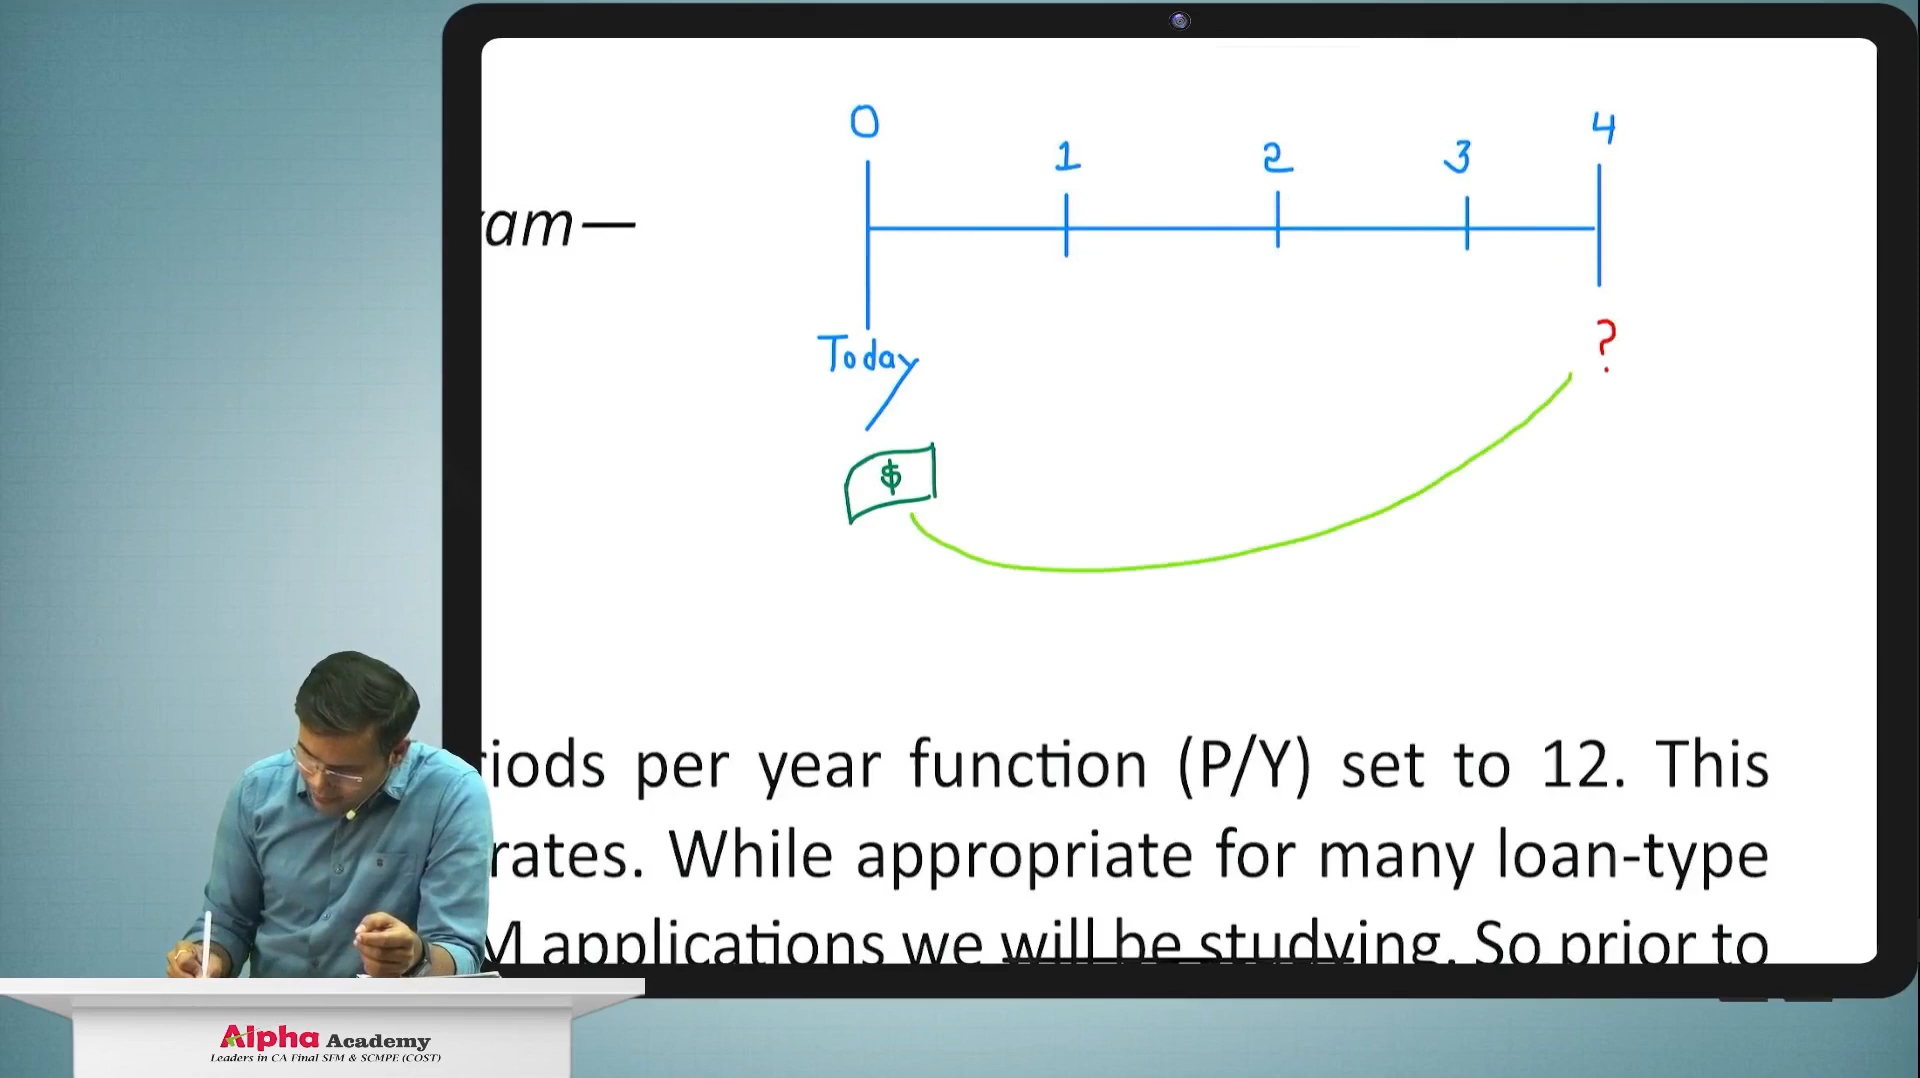 0 1 2 3 4
am—
?
Today
$
iods per year function (P/Y) set to 12. This
rates. While appropriate for many loan-type
M applications we will be studying. So prior to
Alpha Academy
Leaders in CA Final SFM & SCMPE (COST)